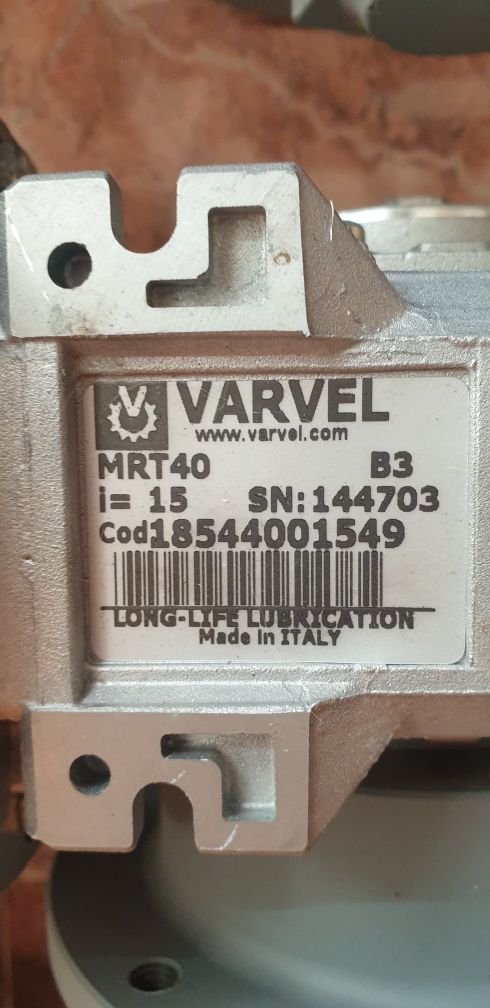 VARVEL
www.varvel.com
MRT40 B3
i= 15 SN:144703
Cod18544001549
LONG-LIFE LUBRICATION
Made in ITALY